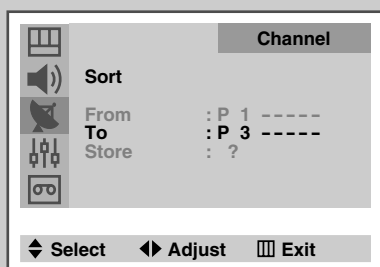 Channel
Sort
From : P 1 -----
To : P 3 -----
Store : ?
Select Adjust Exit